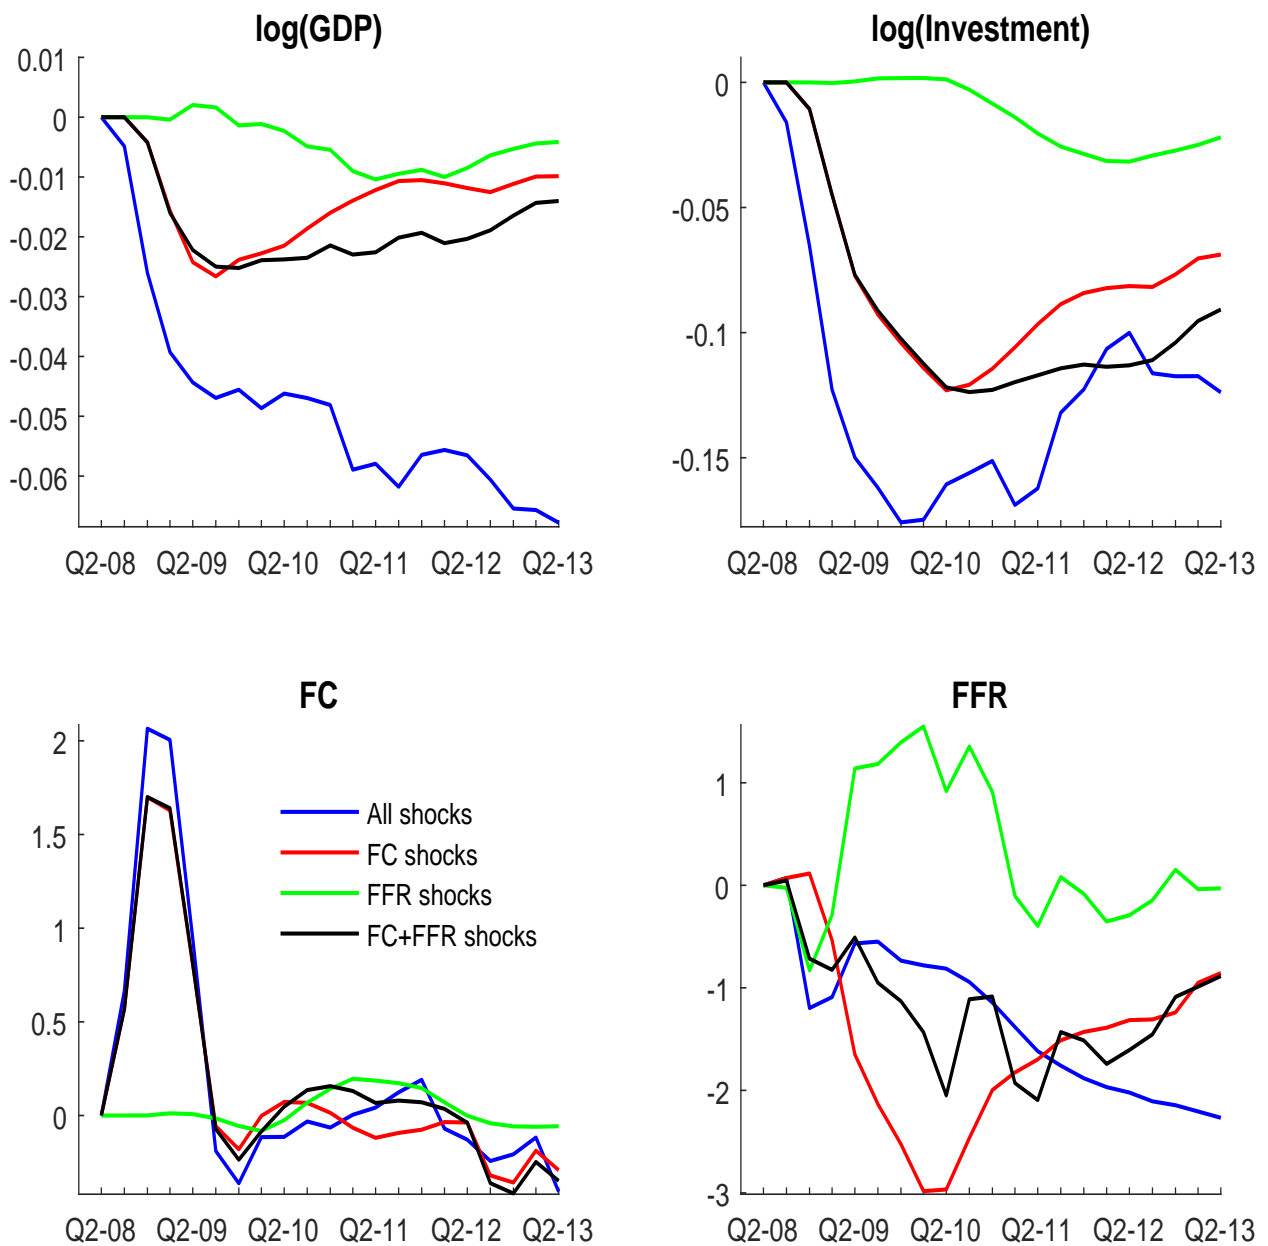 log(GDP)
log(Investment)
0.01
0
-0.01
-0.02
-0.03
-0.04
-0.05
-0.06
Q2-08 Q2-09 Q2-10 Q2-11 Q2-12 Q2-13
0
-0.05
-0.1
-0.15
Q2-08 Q2-09 Q2-10 Q2-11 Q2-12 Q2-13
FC
2
1.5
1
0.5
0
All shocks
FC shocks
FFR shocks
FC+FFR shocks
Q2-08 Q2-09 Q2-10 Q2-11 Q2-12 Q2-13
FFR
1
0
-1
-2
-3
Q2-08 Q2-09 Q2-10 Q2-11 Q2-12 Q2-13